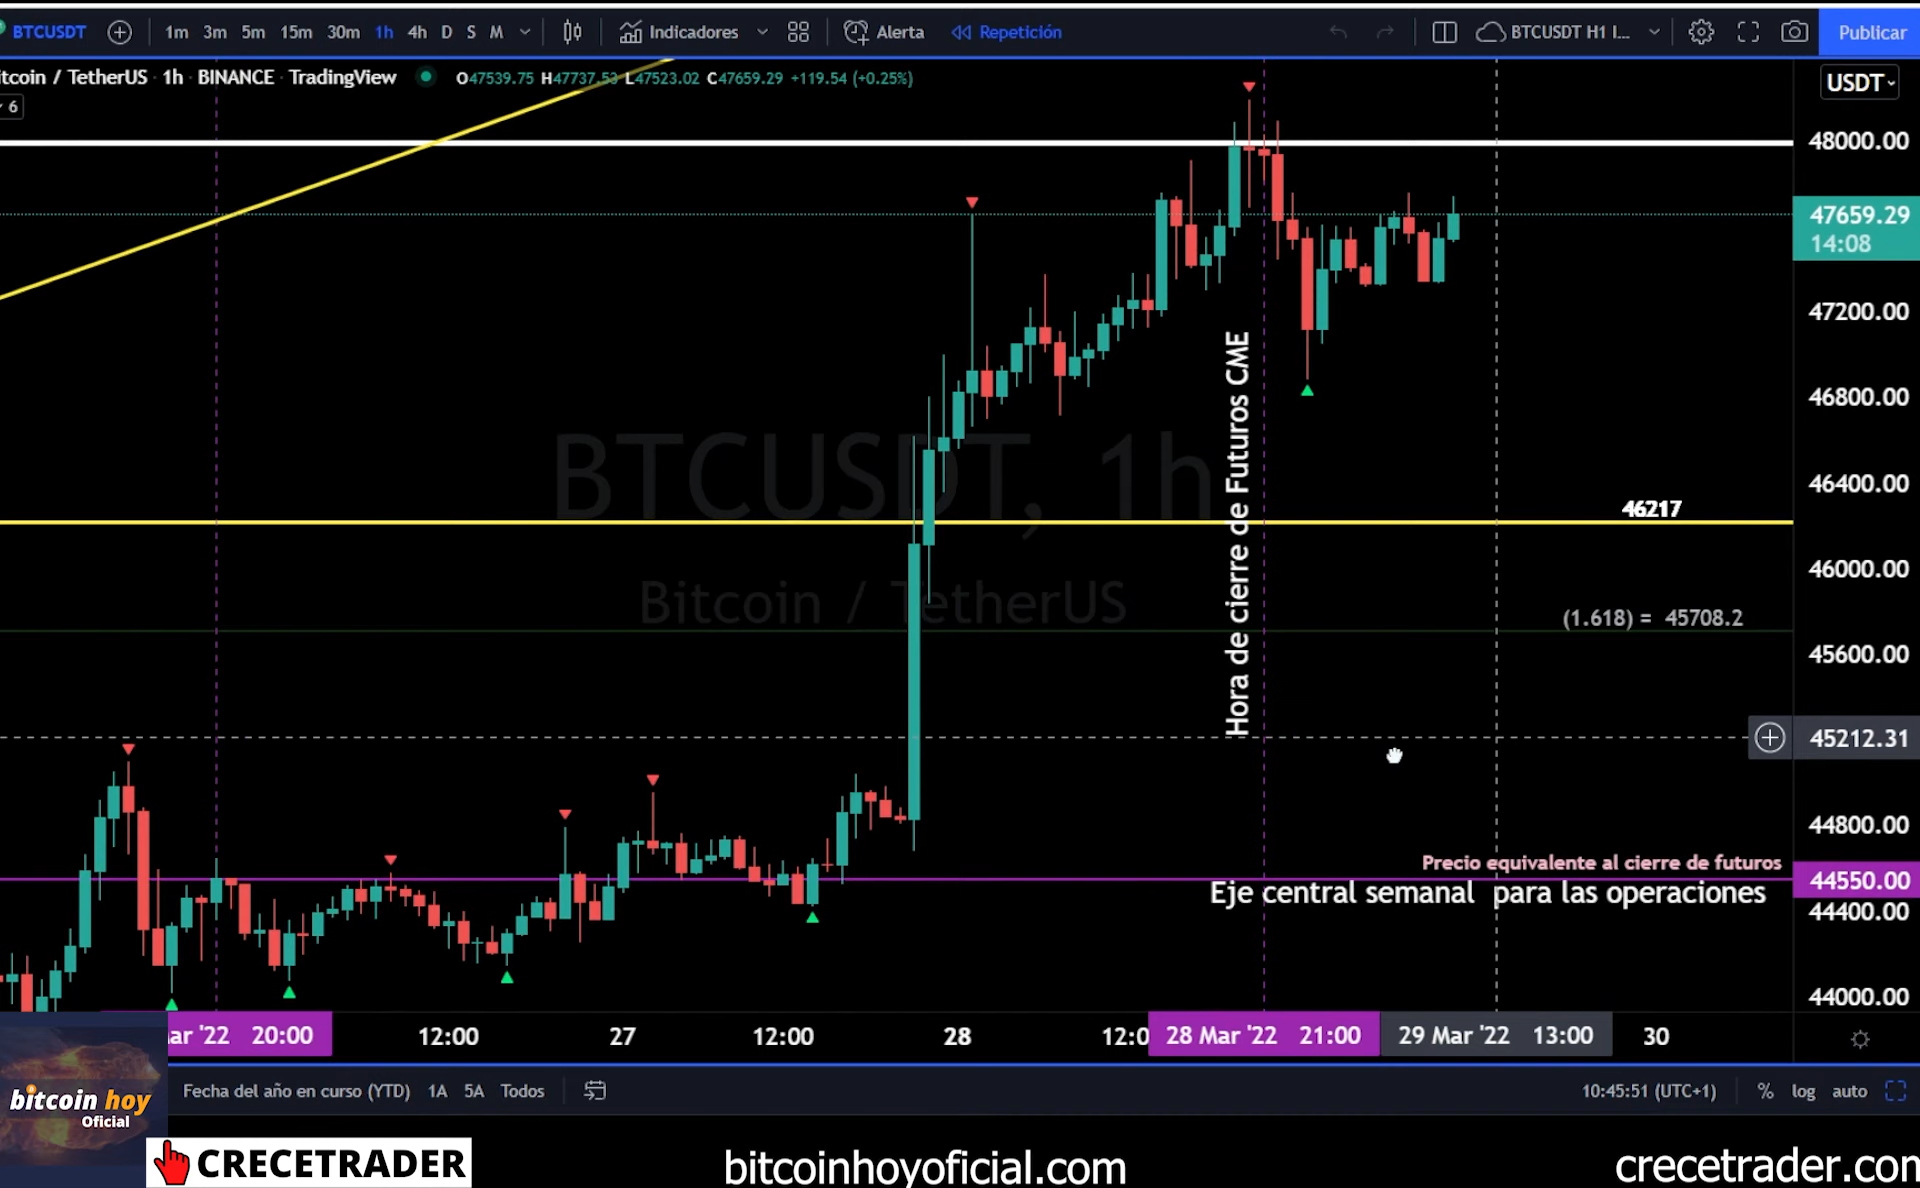 BTCUSDT 1m 3m 5m 15m 30m 1h 4h D S M Indicadores Alerta Repetición BTCUSDT H1 I... Publicar
itcoin / TetherUS · 1h · BINANCE · TradingView O47539.75 H47737.53 L47523.02 C47659.29 +119.54 (+0.25%)
USDT
6
48000.00
47659.29
14:08
47200.00
46800.00
46400.00
46217
46000.00
(1.618) = 45708.2
45600.00
45212.31
44800.00
Precio equivalente al cierre de futuros
44550.00
Eje central semanal para las operaciones
44400.00
44000.00
Hora de cierre de Futuros CME
BTCUSDT, 1h
Bitcoin / TetherUS
ar '22 20:00 12:00 27 12:00 28 12:0 28 Mar '22 21:00 29 Mar '22 13:00 30
Fecha del año en curso (YTD) 1A 5A Todos 10:45:51 (UTC+1) % log auto
bitcoin hoy
Oficial
CRECETRADER
bitcoinhoyoficial.com
crecetrader.con